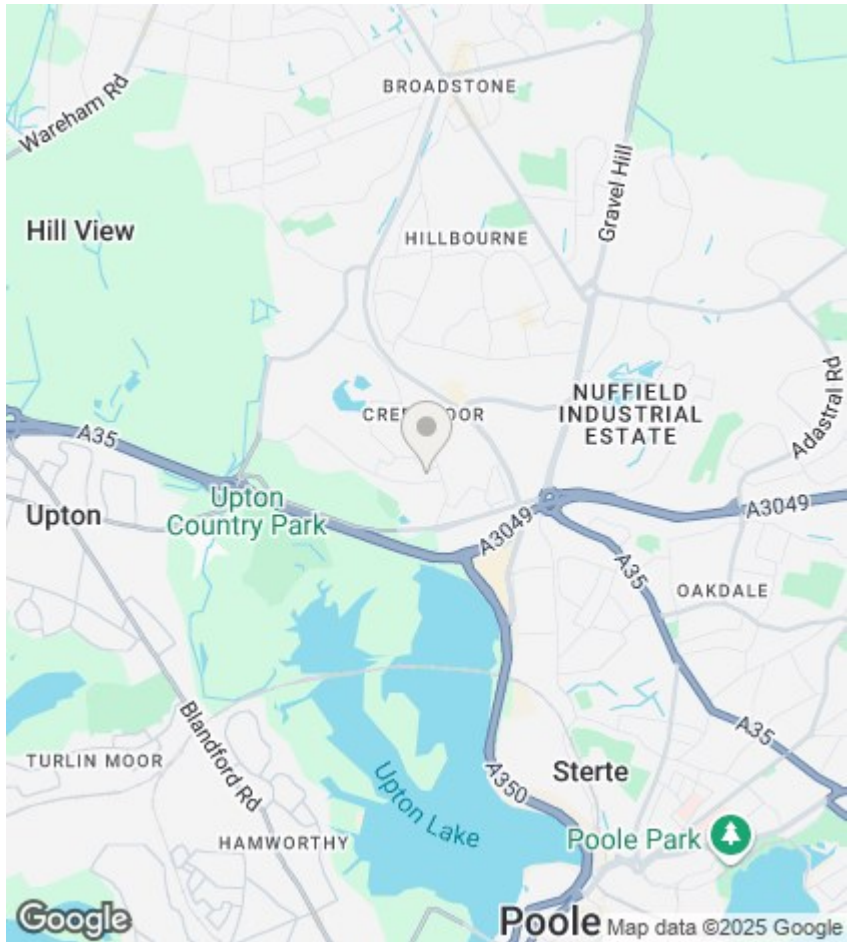 BROADSTONE
Wareham Rd
Gravel Hill
Hill View
HILLBOURNE
NUFFIELD
INDUSTRIAL
ESTATE
Adastral Rd
A35
Upton
Upton
Country Park
A3049
A3049
A35
OAKDALE
Blandford Rd
TURLIN MOOR
A35
Upton Lake
A350
Sterte
HAMWORTHY
Poole Park
Google
Poole
Map data ©2025 Google